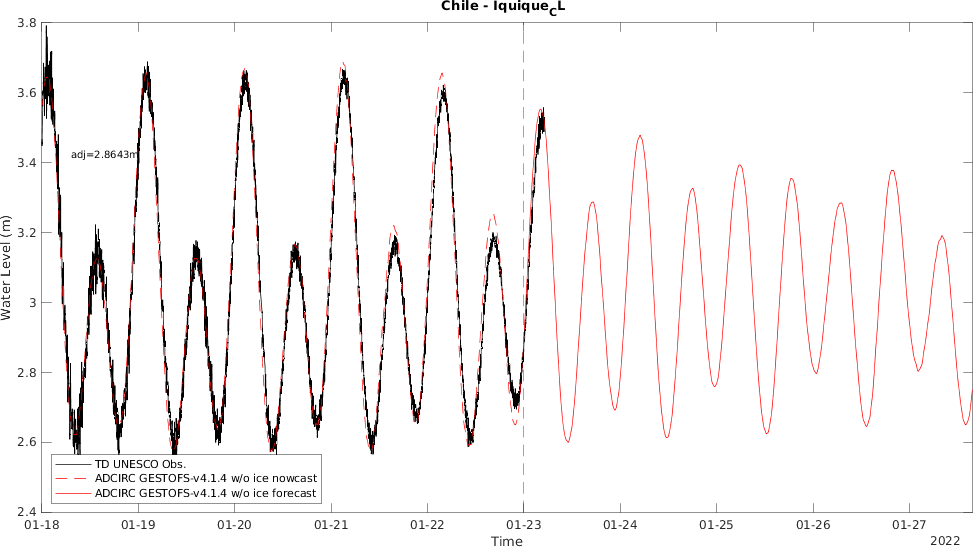 Chile - Iquique_CL
3.8
3.6
3.4
3.2
3
2.8
2.6
2.4
Water Level (m)
adj=2.8643m
TD UNESCO Obs.
ADCIRC GESTOFS-v4.1.4 w/o ice nowcast
ADCIRC GESTOFS-v4.1.4 w/o ice forecast
01-18 01-19 01-20 01-21 01-22 01-23 01-24 01-25 01-26 01-27
Time
2022